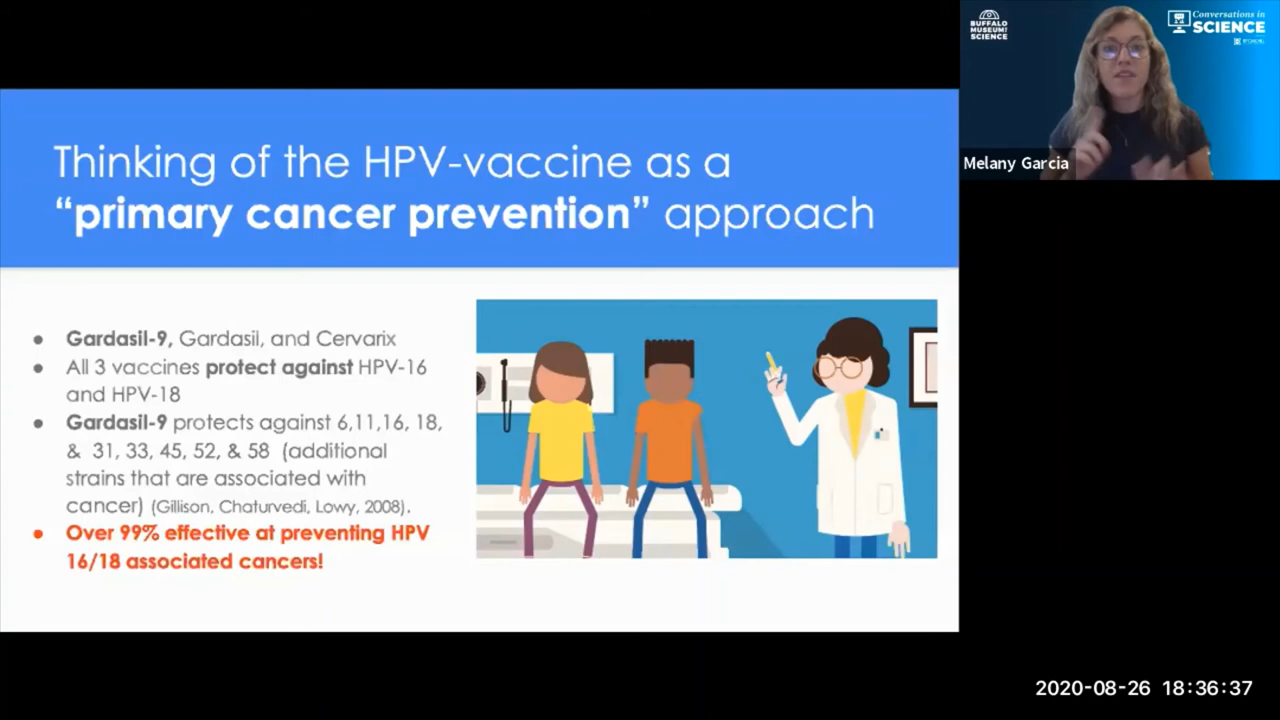 Thinking of the HPV-vaccine as a
“primary cancer prevention” approach
● Gardasil-9, Gardasil, and Cervarix
● All 3 vaccines protect against HPV-16
and HPV-18
● Gardasil-9 protects against 6,11,16, 18,
& 31, 33, 45, 52, & 58 (additional
strains that are associated with
cancer) (Gillison, Chaturvedi, Lowy, 2008).
● Over 99% effective at preventing HPV
16/18 associated cancers!
BUFFALO
MUSEUM OF
SCIENCE
Conversations in
SCIENCE
Melany Garcia
2020-08-26 18:36:37